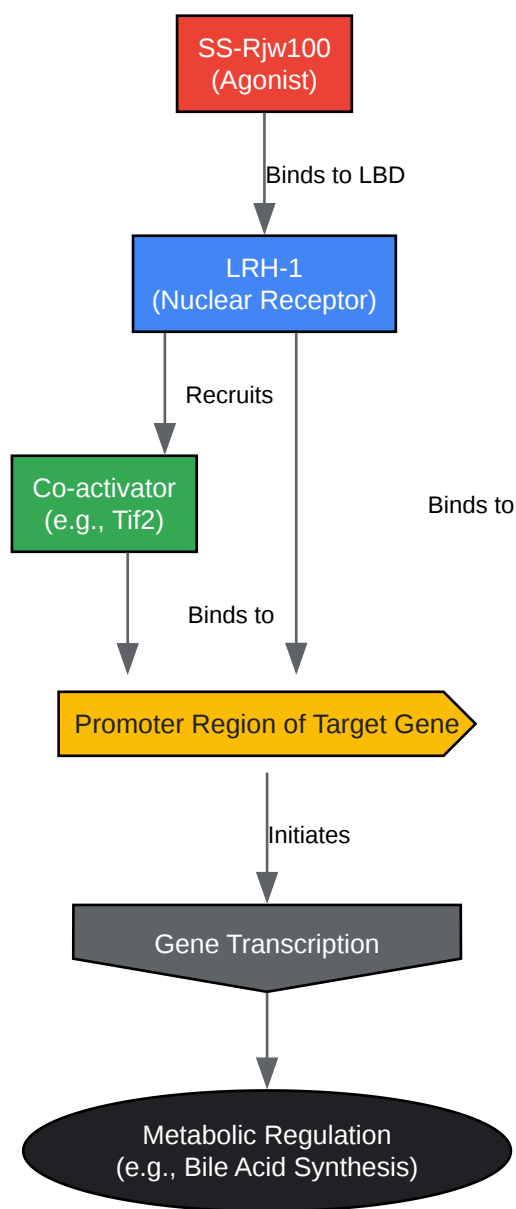 SS-Rjw100
(Agonist)
Binds to LBD
LRH-1
(Nuclear Receptor)
Recruits
Co-activator
(e.g., Tif2)
Binds to
Binds to
Promoter Region of Target Gene
Initiates
Gene Transcription
Metabolic Regulation
(e.g., Bile Acid Synthesis)